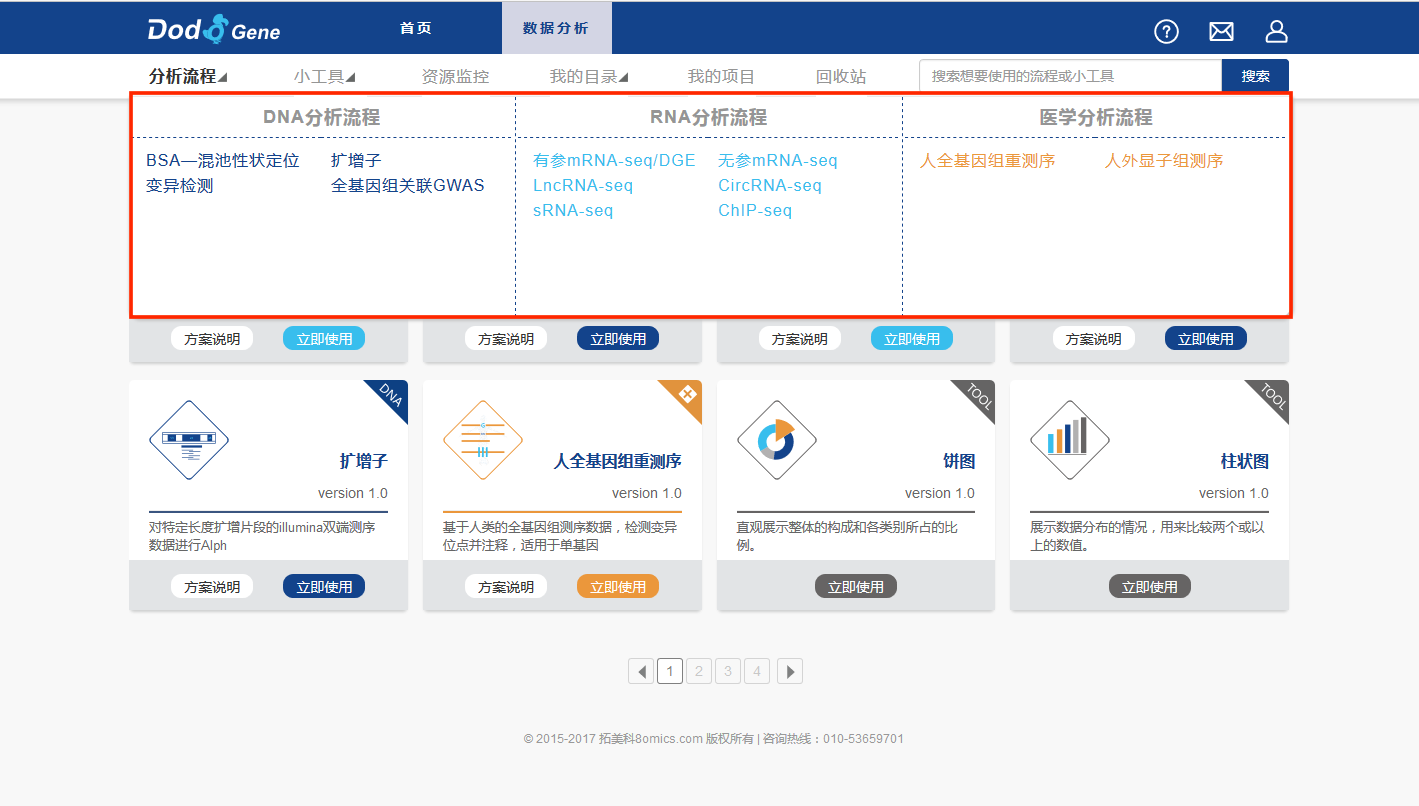 Dodo Gene
首页
数据分析
?
分析流程
小工具
资源监控
我的目录
我的项目
回收站
搜索想要使用的流程或小工具
搜索
DNA分析流程
BSA—混池性状定位
扩增子
变异检测
全基因组关联GWAS
RNA分析流程
有参mRNA-seq/DGE
无参mRNA-seq
LncRNA-seq
CircRNA-seq
sRNA-seq
ChIP-seq
医学分析流程
人全基因组重测序
人外显子组测序
方案说明
立即使用
方案说明
立即使用
方案说明
立即使用
方案说明
立即使用
DNA
扩增子
version 1.0
对特定长度扩增片段的illumina双端测序
数据进行Alph
方案说明
立即使用
人全基因组重测序
version 1.0
基于人类的全基因组测序数据，检测变异
位点并注释，适用于单基因
方案说明
立即使用
TOOL
饼图
version 1.0
直观展示整体的构成和各类别所占的比
例。
立即使用
TOOL
柱状图
version 1.0
展示数据分布的情况，用来比较两个或以
上的数值。
立即使用
1
2
3
4
© 2015-2017 拓美科8omics.com 版权所有 | 咨询热线：010-53659701